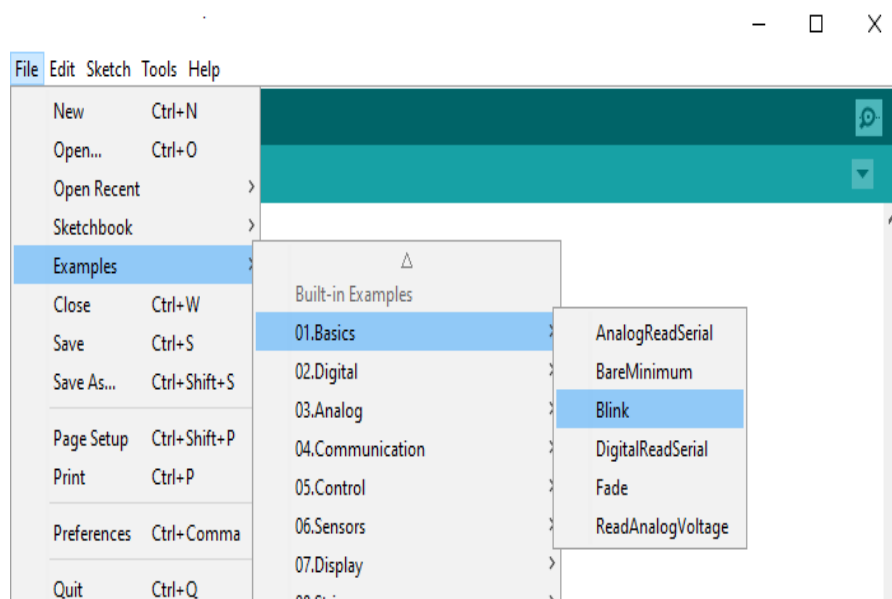 File Edit Sketch Tools Help
New Ctrl+N
Open... Ctrl+O
Open Recent
Sketchbook
Examples
Close Ctrl+W
Save Ctrl+S
Save As... Ctrl+Shift+S
Page Setup Ctrl+Shift+P
Print Ctrl+P
Preferences Ctrl+Comma
Quit Ctrl+Q
Built-in Examples
01.Basics
02.Digital
03.Analog
04.Communication
05.Control
06.Sensors
07.Display
AnalogReadSerial
BareMinimum
Blink
DigitalReadSerial
Fade
ReadAnalogVoltage